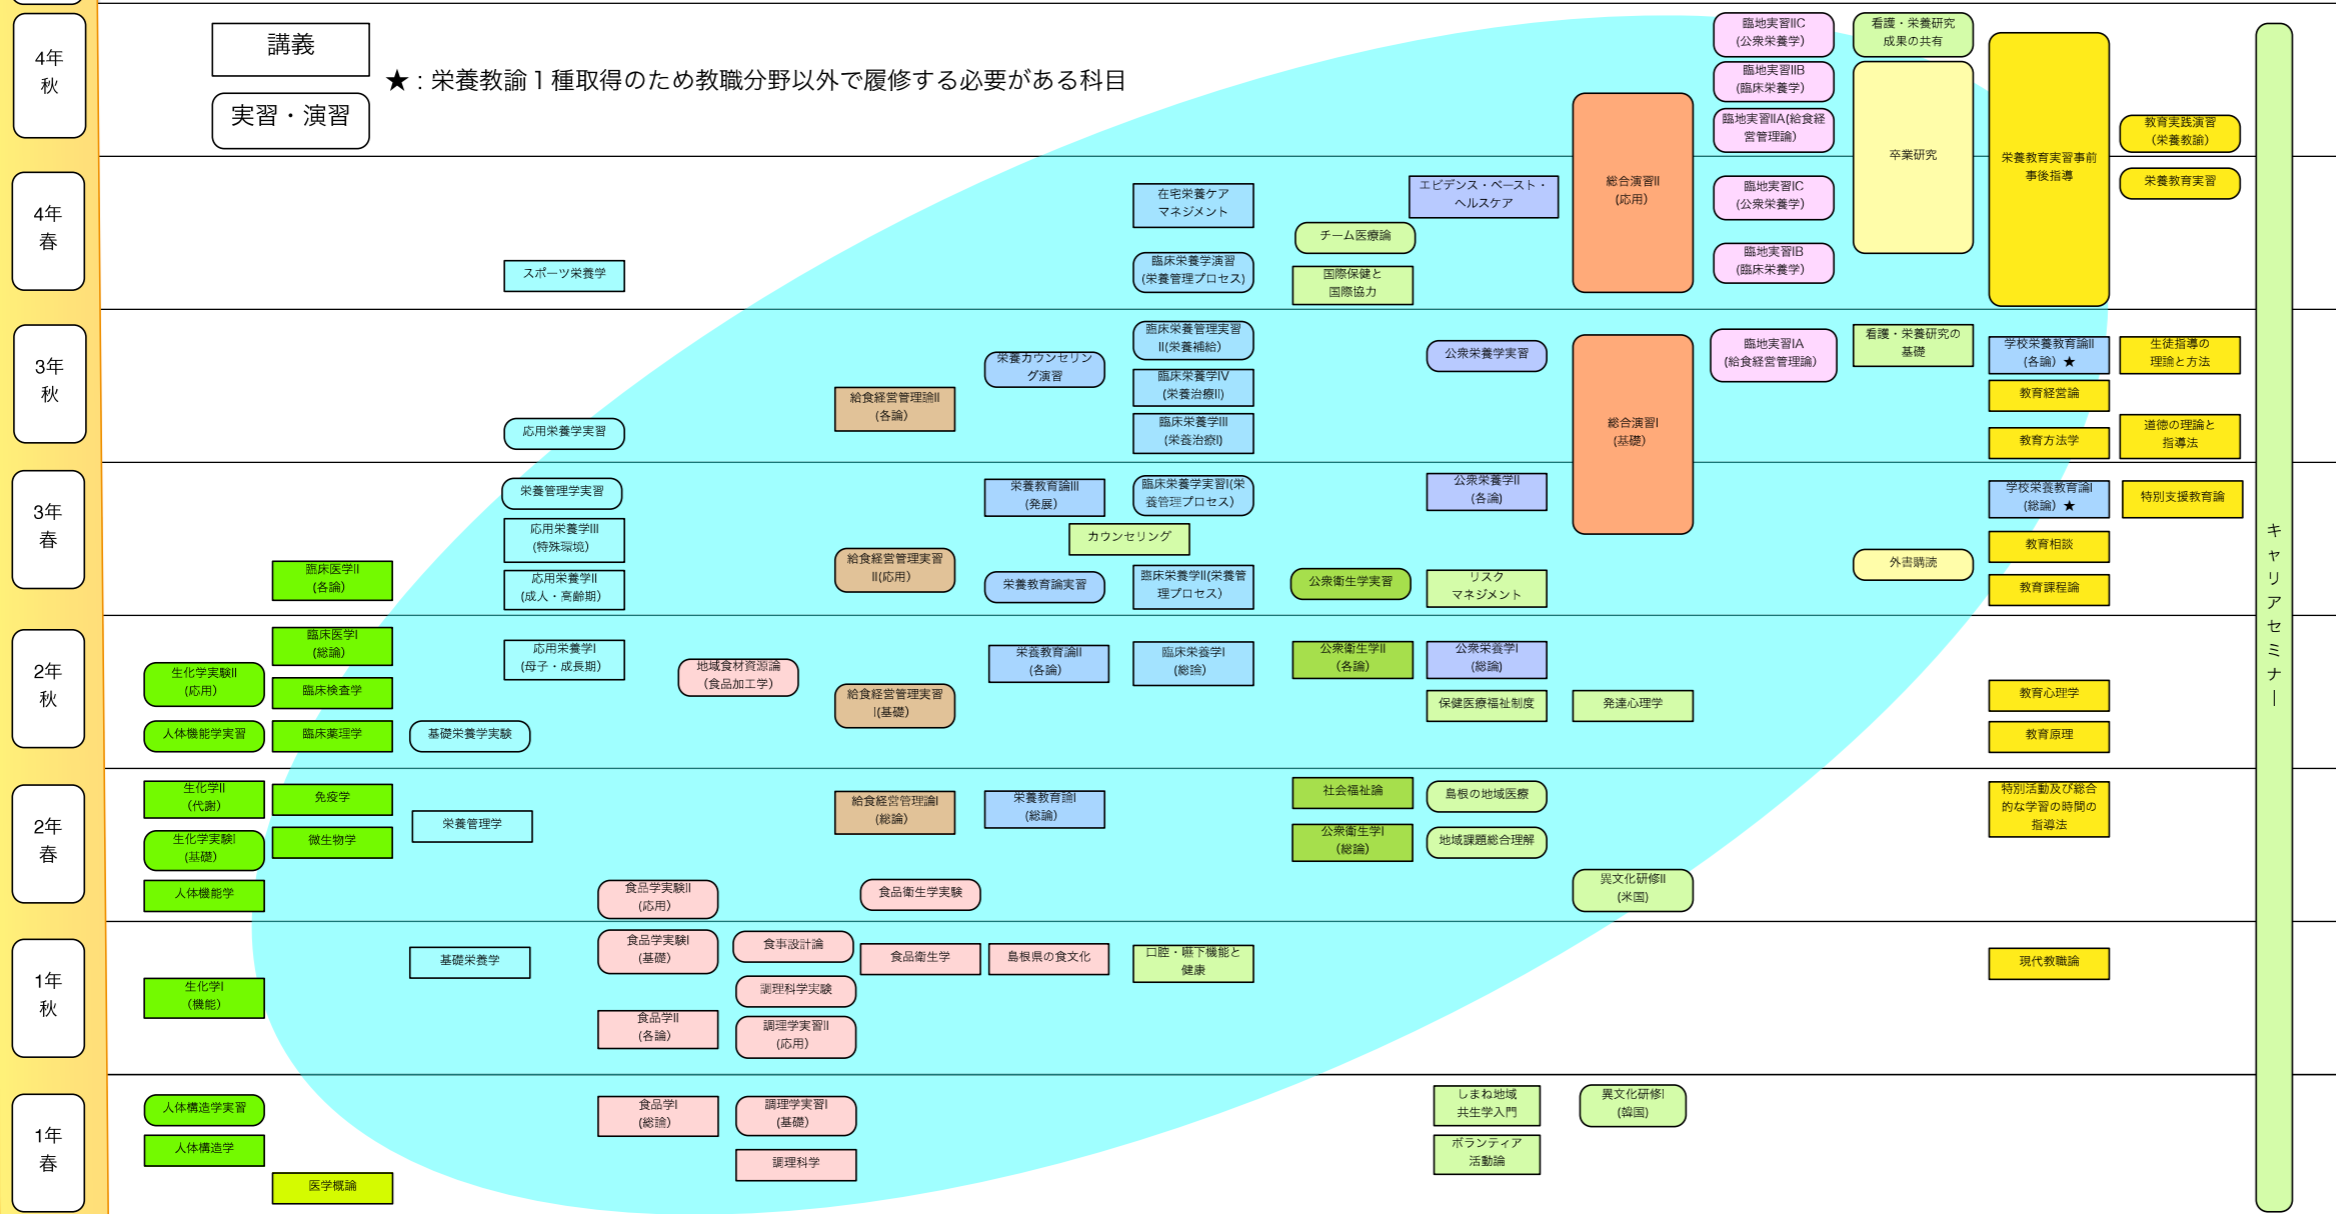 4年
秋
講義
★ : 栄養教諭１種取得のため教職分野以外で履修する必要がある科目
実習・演習
臨地実習IIC
(公衆栄養学)
看護・栄養研究
成果の共有
臨地実習IIB
(臨床栄養学)
臨地実習IIA(給食経
営管理論)
教育実践演習
(栄養教諭)
卒業研究
栄養教育実習事前
事後指導
総合演習II
(応用)
4年
春
在宅栄養ケア
マネジメント
エビデンス・ベースト・
ヘルスケア
臨地実習IC
(公衆栄養学)
栄養教育実習
チーム医療論
スポーツ栄養学
臨床栄養学演習
(栄養管理プロセス)
国際保健と
国際協力
臨地実習IB
(臨床栄養学)
3年
秋
栄養カウンセリン
グ演習
臨床栄養管理実習
II(栄養補給)
公衆栄養学実習
臨地実習IA
(給食経営管理論)
看護・栄養研究の
基礎
学校栄養教育論II
(各論) ★
生徒指導の
理論と方法
給食経営管理論II
(各論)
臨床栄養学IV
(栄養治療II)
教育経営論
応用栄養学実習
臨床栄養学III
(栄養治療I)
総合演習I
(基礎)
教育方法学
道徳の理論と
指導法
3年
春
栄養管理学実習
栄養教育論III
(発展)
臨床栄養学実習I(栄
養管理プロセス)
公衆栄養学II
(各論)
学校栄養教育論I
(総論) ★
特別支援教育論
応用栄養学III
(特殊環境)
カウンセリング
教育相談
臨床医学II
(各論)
応用栄養学II
(成人・高齢期)
給食経営管理実習
II(応用)
栄養教育論実習
臨床栄養学II(栄養管
理プロセス)
公衆衛生学実習
リスク
マネジメント
外書購読
教育課程論
キャリアセミナー
2年
秋
生化学実験II
(応用)
臨床医学I
(総論)
応用栄養学I
(母子・成長期)
地域食材資源論
(食品加工学)
栄養教育論II
(各論)
臨床栄養学I
(総論)
公衆衛生学II
(各論)
公衆栄養学I
(総論)
臨床検査学
給食経営管理実習
I(基礎)
保健医療福祉制度
発達心理学
教育心理学
人体機能学実習
臨床薬理学
基礎栄養学実験
教育原理
2年
春
生化学II
(代謝)
免疫学
栄養管理学
給食経営管理論I
(総論)
栄養教育論I
(総論)
社会福祉論
島根の地域医療
特別活動及び総合
的な学習の時間の
指導法
生化学実験I
(基礎)
微生物学
公衆衛生学I
(総論)
地域課題総合理解
人体機能学
食品学実験II
(応用)
食品衛生学実験
異文化研修II
(米国)
1年
秋
基礎栄養学
食品学実験I
(基礎)
食事設計論
食品衛生学
島根県の食文化
口腔・嚥下機能と
健康
現代教職論
生化学I
(機能)
調理科学実験
食品学II
(各論)
調理学実習II
(応用)
1年
春
人体構造学実習
食品学I
(総論)
調理学実習I
(基礎)
しまね地域
共生学入門
異文化研修I
(韓国)
人体構造学
調理科学
ボランティア
活動論
医学概論